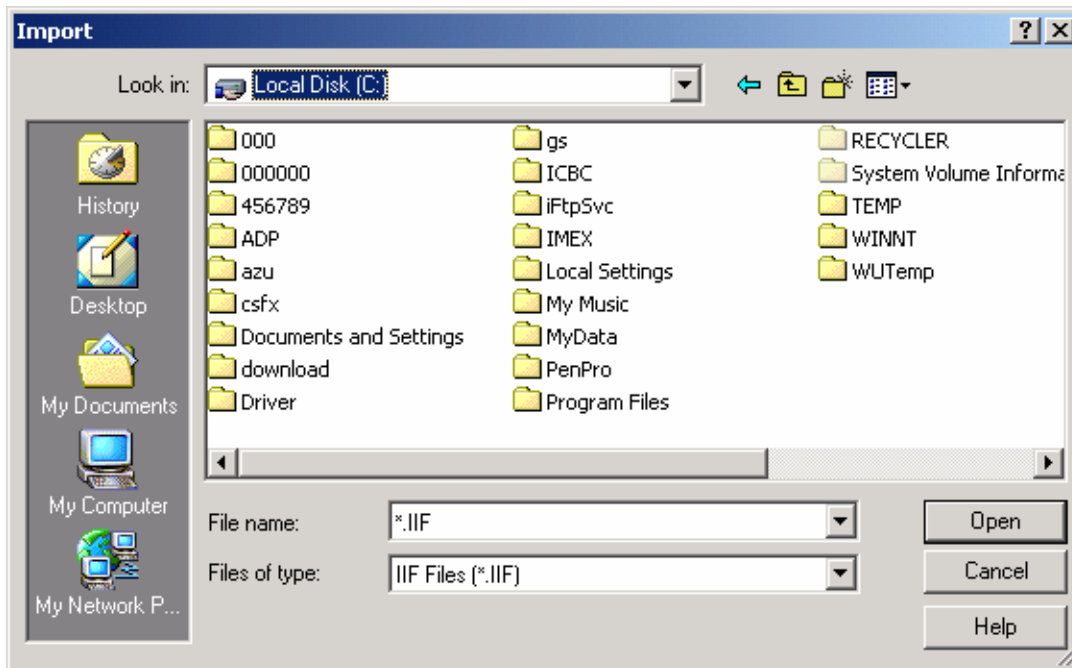 Import
Look in: Local Disk (C:)
History
Desktop
My Documents
My Computer
My Network P...
000
000000
456789
ADP
azu
csfx
Documents and Settings
download
Driver
gs
ICBC
iFtpSvc
IMEX
Local Settings
My Music
MyData
PenPro
Program Files
RECYCLER
System Volume Informa
TEMP
WINNT
WUTemp
File name: *.IIF
Open
Files of type: IIF Files (*.IIF)
Cancel
Help